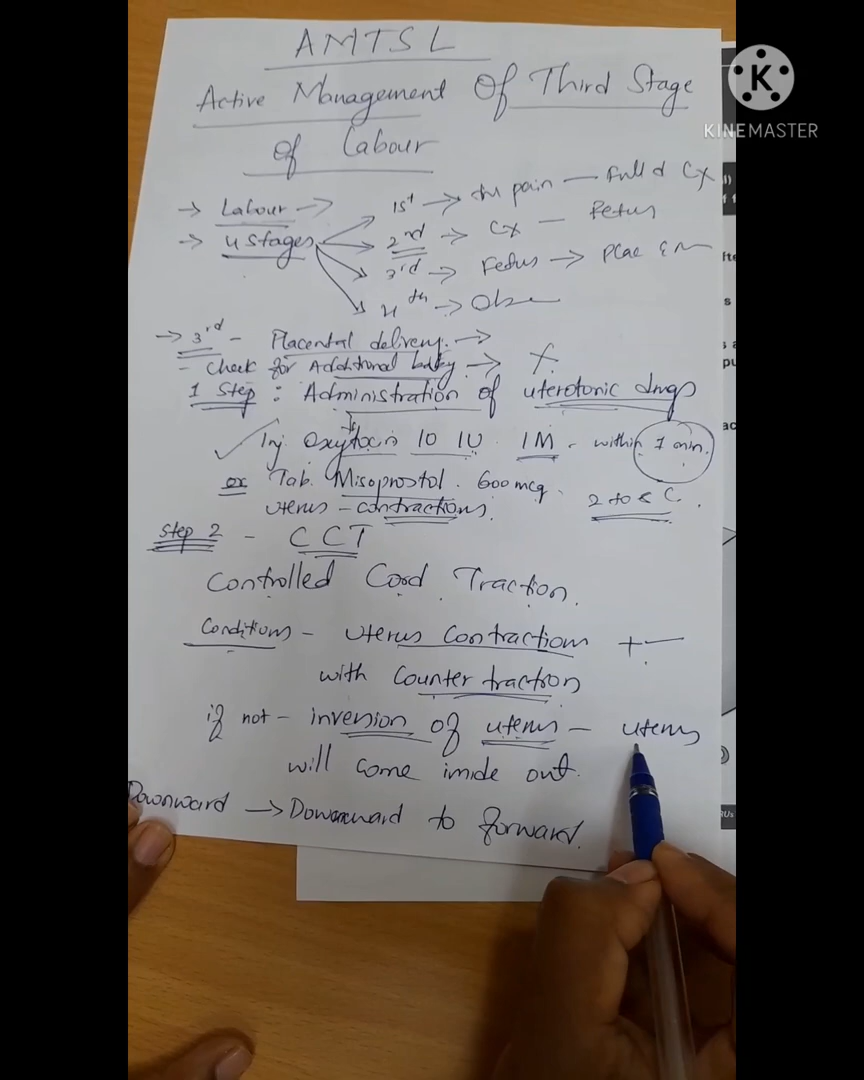 AMTSL
Active Management Of Third Stage
of Labour
K
KINEMASTER
→ Labour →
→ 4 stages
1st → pain — Full d Cx
2nd → Cx — Fetus
3rd → Fetus → Plac
4th → Obse
→ 3rd - Placental delivery. →
- Check for Additional baby → X.
1 Step : Administration of uterotonic drugs
✓ Inj Oxytocin 10 IU IM - within 1 min.
or Tab. Misoprostol. 600 mcg.
2 to 8 C.
uterus - contractions.
Step 2 - CCT
Controlled Cord Traction.
Conditions - uterus Contractions +
with Counter traction
if not - inversion of uterus - uterus
will come inside out.
Downward → Downward to forward.